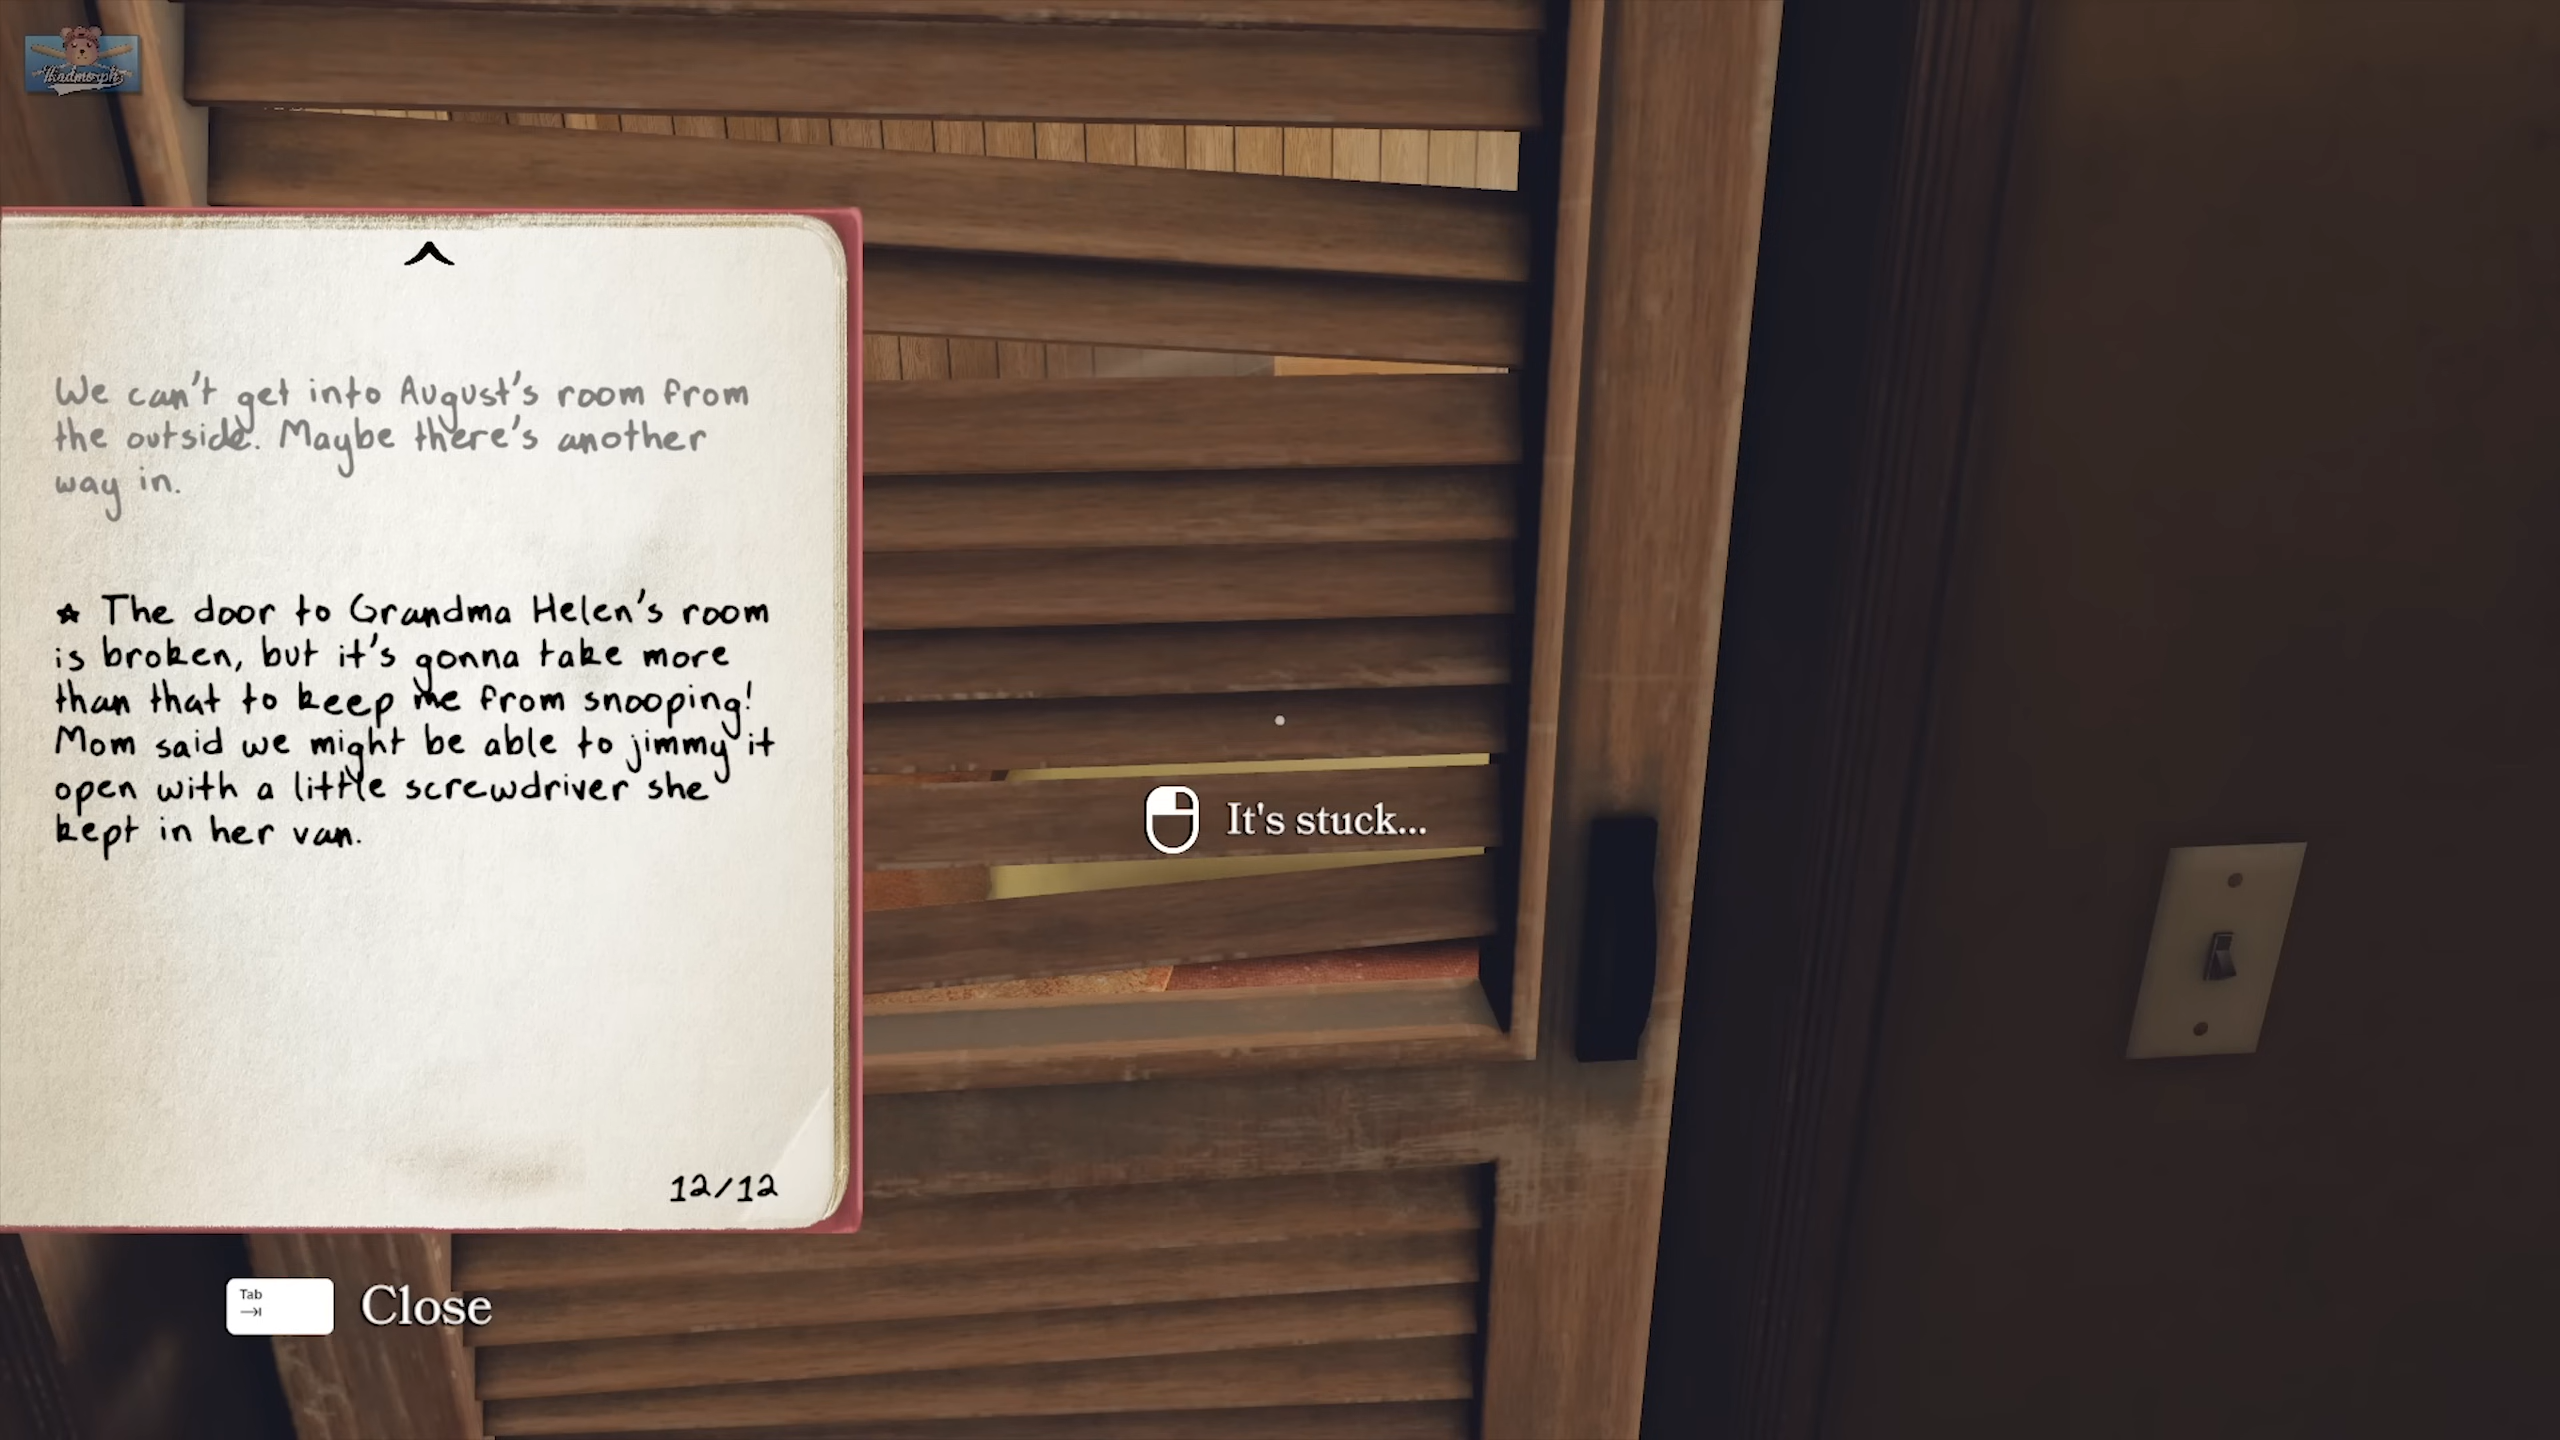 We can't get into August's room from
the outside. Maybe there's another
way in.
★ The door to Grandma Helen's room
is broken, but it's gonna take more
than that to keep me from snooping!
Mom said we might be able to jimmy it
open with a little screwdriver she
kept in her van.
12/12
It's stuck...
Tab
Close